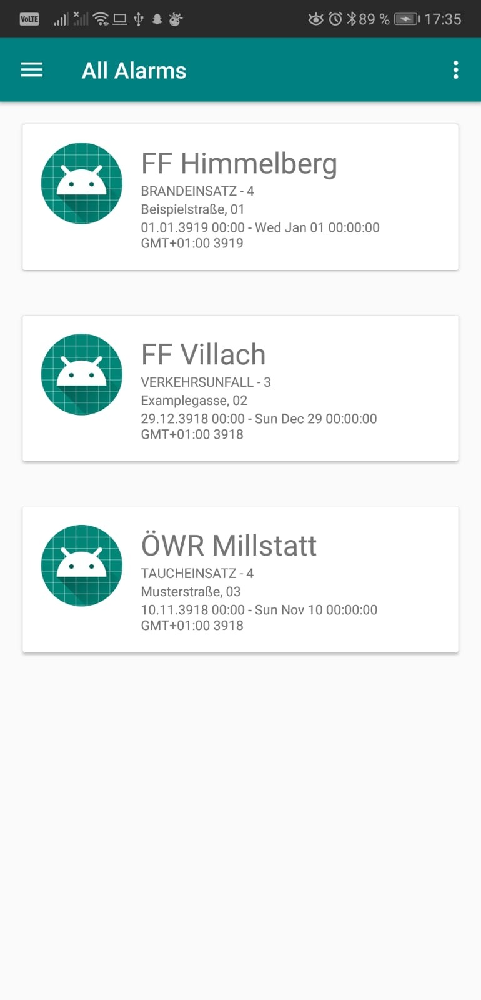 VoLTE 89 % 17:35
All Alarms
FF Himmelberg
BRANDEINSATZ - 4
Beispielstraße, 01
01.01.3919 00:00 - Wed Jan 01 00:00:00
GMT+01:00 3919
FF Villach
VERKEHRSUNFALL - 3
Examplegasse, 02
29.12.3918 00:00 - Sun Dec 29 00:00:00
GMT+01:00 3918
ÖWR Millstatt
TAUCHEINSATZ - 4
Musterstraße, 03
10.11.3918 00:00 - Sun Nov 10 00:00:00
GMT+01:00 3918